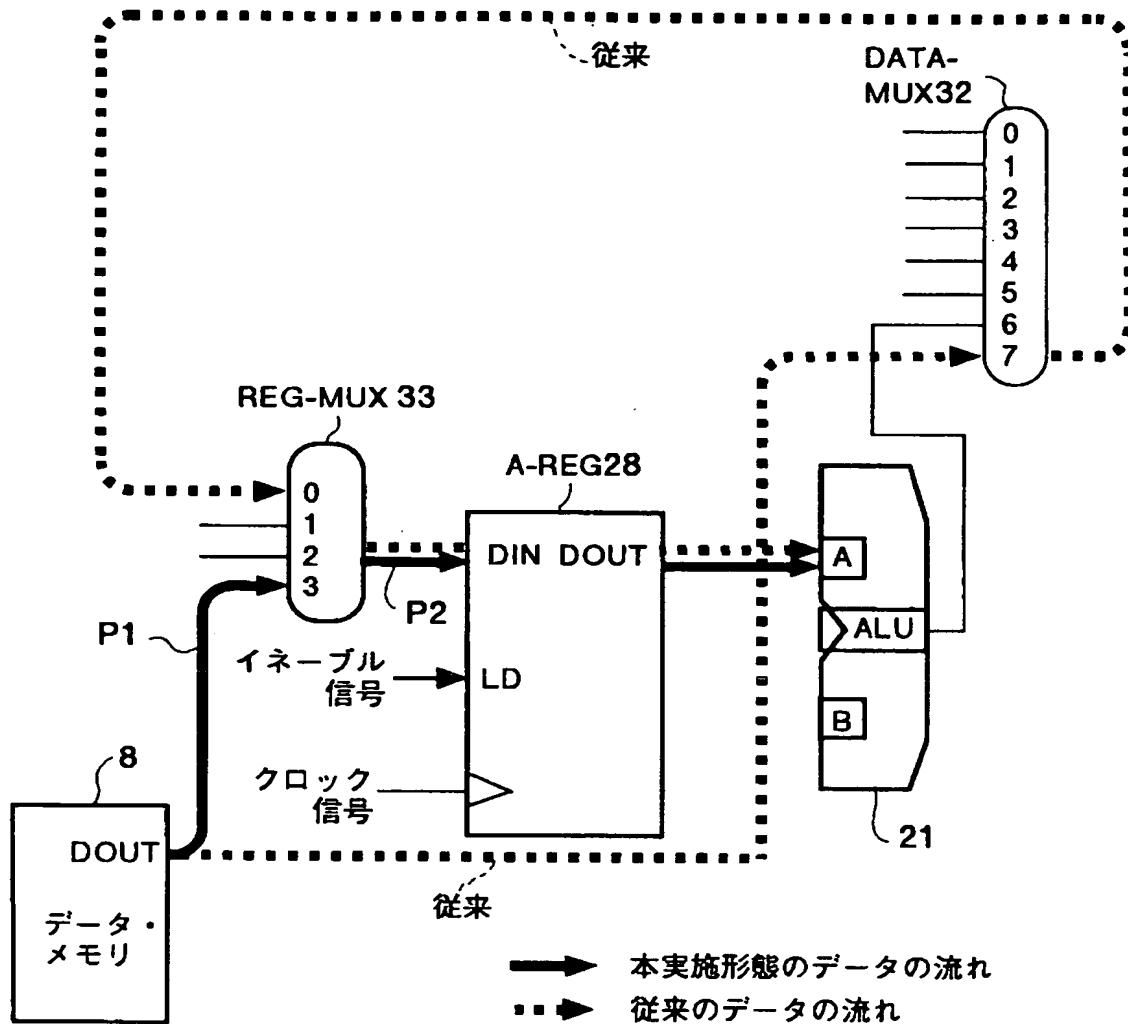 従来
DATA-
MUX32
0
1
2
3
4
5
6
7
REG-MUX 33
0
1
2
3
A-REG28
DIN DOUT
LD
P1
P2
イネーブル
信号
クロック
信号
A
ALU
B
21
8
DOUT
データ・
メモリ
従来
本実施形態のデータの流れ
従来のデータの流れ